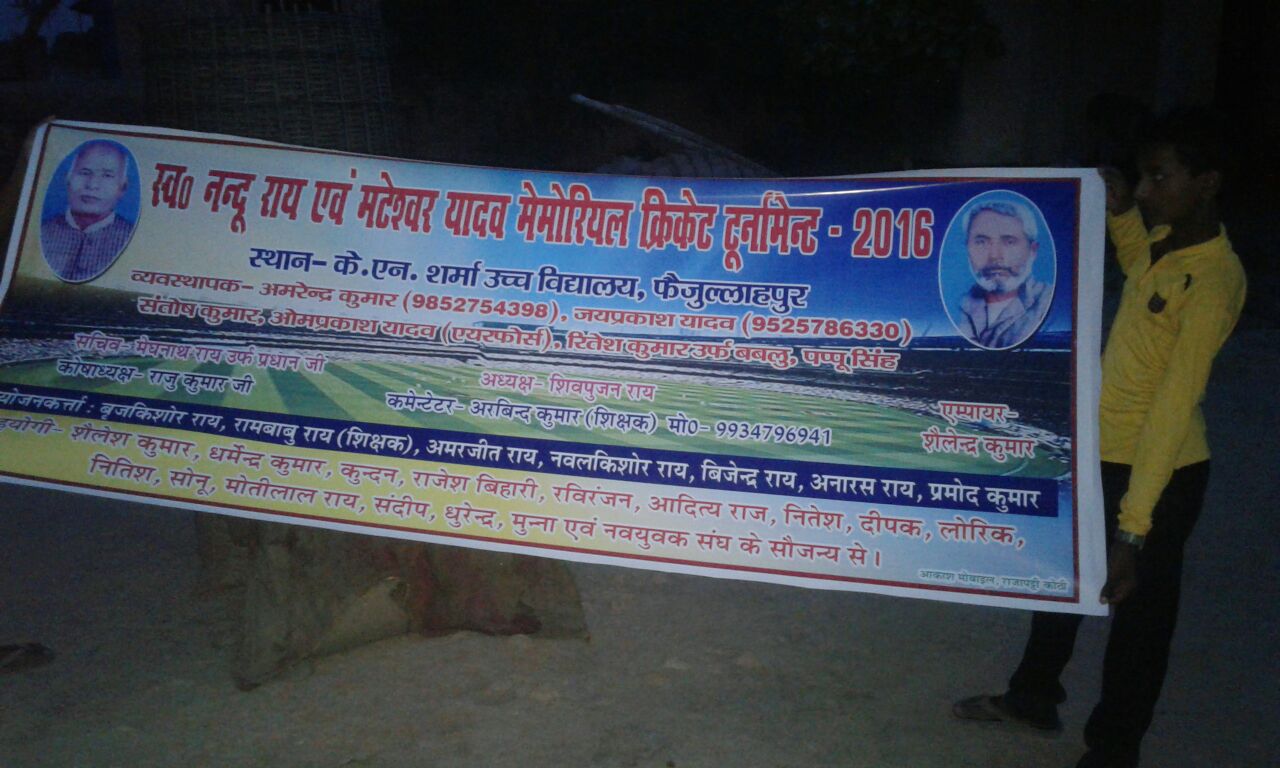 स्व० नन्दू राय एवं मटेश्वर यादव मेमोरियल क्रिकेट टूर्नामेन्ट - 2016
स्थान- के.एन. शर्मा उच्च विद्यालय, फैजुल्लाहपुर
व्यवस्थापक- अमरेन्द्र कुमार (9852754398), जयप्रकाश यादव (9525786330)
संतोष कुमार, ओमप्रकाश यादव (एयरफोर्स), रितेश कुमार उर्फ बबलु, पप्पू सिंह
सचिव- मेघनाथ राय उर्फ प्रधान जी
कोषाध्यक्ष- राजु कुमार जी
अध्यक्ष- शिवपुजन राय
कमेन्टेटर- अरबिन्द कुमार (शिक्षक) मो0- 9934796941
एम्पायर-
शैलेन्द्र कुमार
योजनकर्त्ता : बृजकिशोर राय, रामबाबु राय (शिक्षक), अमरजीत राय, नवलकिशोर राय, बिजेन्द्र राय, अनारस राय, प्रमोद कुमार
हयोगी- शैलेश कुमार, धर्मेन्द्र कुमार, कुन्दन, राजेश बिहारी, रविरंजन, आदित्य राज, नितेश, दीपक, लोरिक,
नितिश, सोनू, मोतीलाल राय, संदीप, धुरेन्द्र, मुन्ना एवं नवयुवक संघ के सौजन्य से।
आकाश मोबाइल, राजापट्टी कोठी